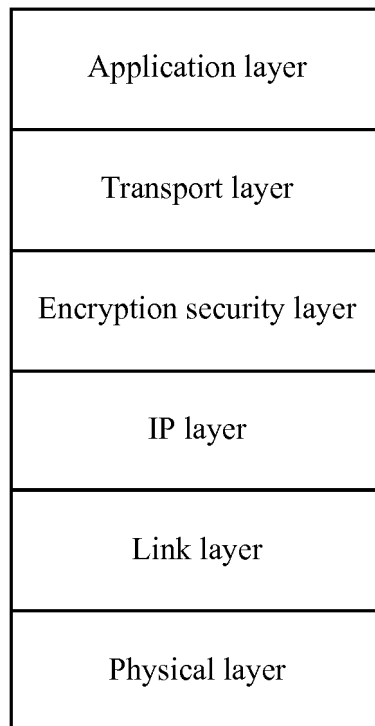 Application layer
Transport layer
Encryption security layer
IP layer
Link layer
Physical layer